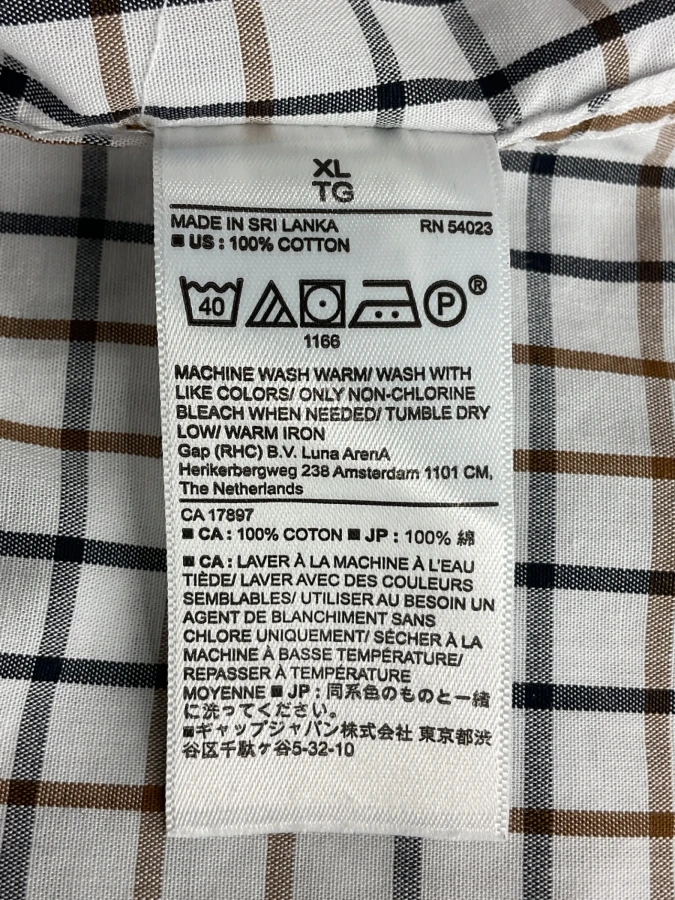 XL
TG
MADE IN SRI LANKA RN 54023
■ US : 100% COTTON
40 P ®
1166
MACHINE WASH WARM/ WASH WITH
LIKE COLORS/ ONLY NON-CHLORINE
BLEACH WHEN NEEDED/ TUMBLE DRY
LOW/ WARM IRON
Gap (RHC) B.V. Luna ArenA
Herikerbergweg 238 Amsterdam 1101 CM,
The Netherlands
CA 17897
■ CA : 100% COTON ■ JP : 100% 綿
■ CA : LAVER À LA MACHINE À L'EAU
TIÈDE/ LAVER AVEC DES COULEURS
SEMBLABLES/ UTILISER AU BESOIN UN
AGENT DE BLANCHIMENT SANS
CHLORE UNIQUEMENT/ SÉCHER À LA
MACHINE À BASSE TEMPÉRATURE/
REPASSER À TEMPÉRATURE
MOYENNE ■ JP : 同系色のものと一緒
に洗ってください。
■ギャップジャパン株式会社 東京都渋
谷区千駄ケ谷5-32-10